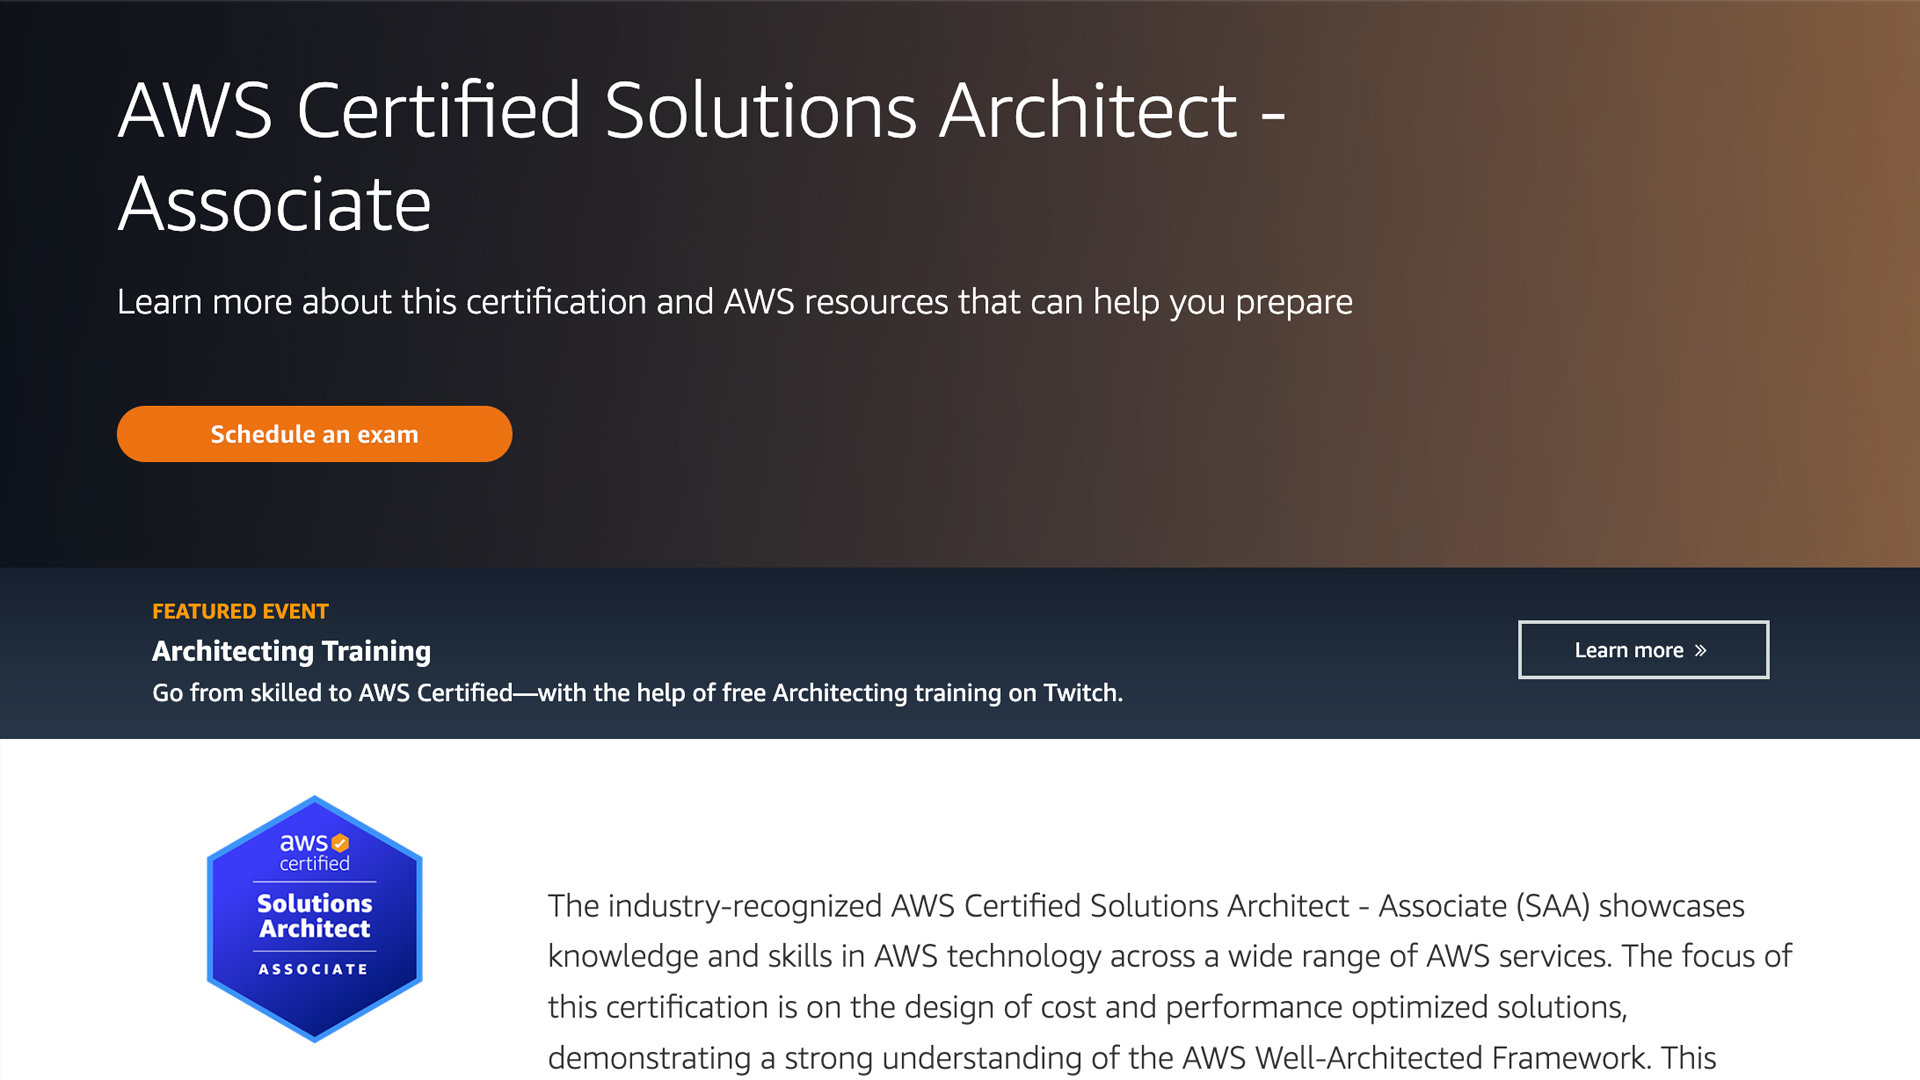 AWS Certified Solutions Architect -
Associate
Learn more about this certification and AWS resources that can help you prepare
Schedule an exam
FEATURED EVENT
Architecting Training
Go from skilled to AWS Certified—with the help of free Architecting training on Twitch.
Learn more »
aws
certified
Solutions
Architect
ASSOCIATE
The industry-recognized AWS Certified Solutions Architect - Associate (SAA) showcases
knowledge and skills in AWS technology across a wide range of AWS services. The focus of
this certification is on the design of cost and performance optimized solutions,
demonstrating a strong understanding of the AWS Well-Architected Framework. This